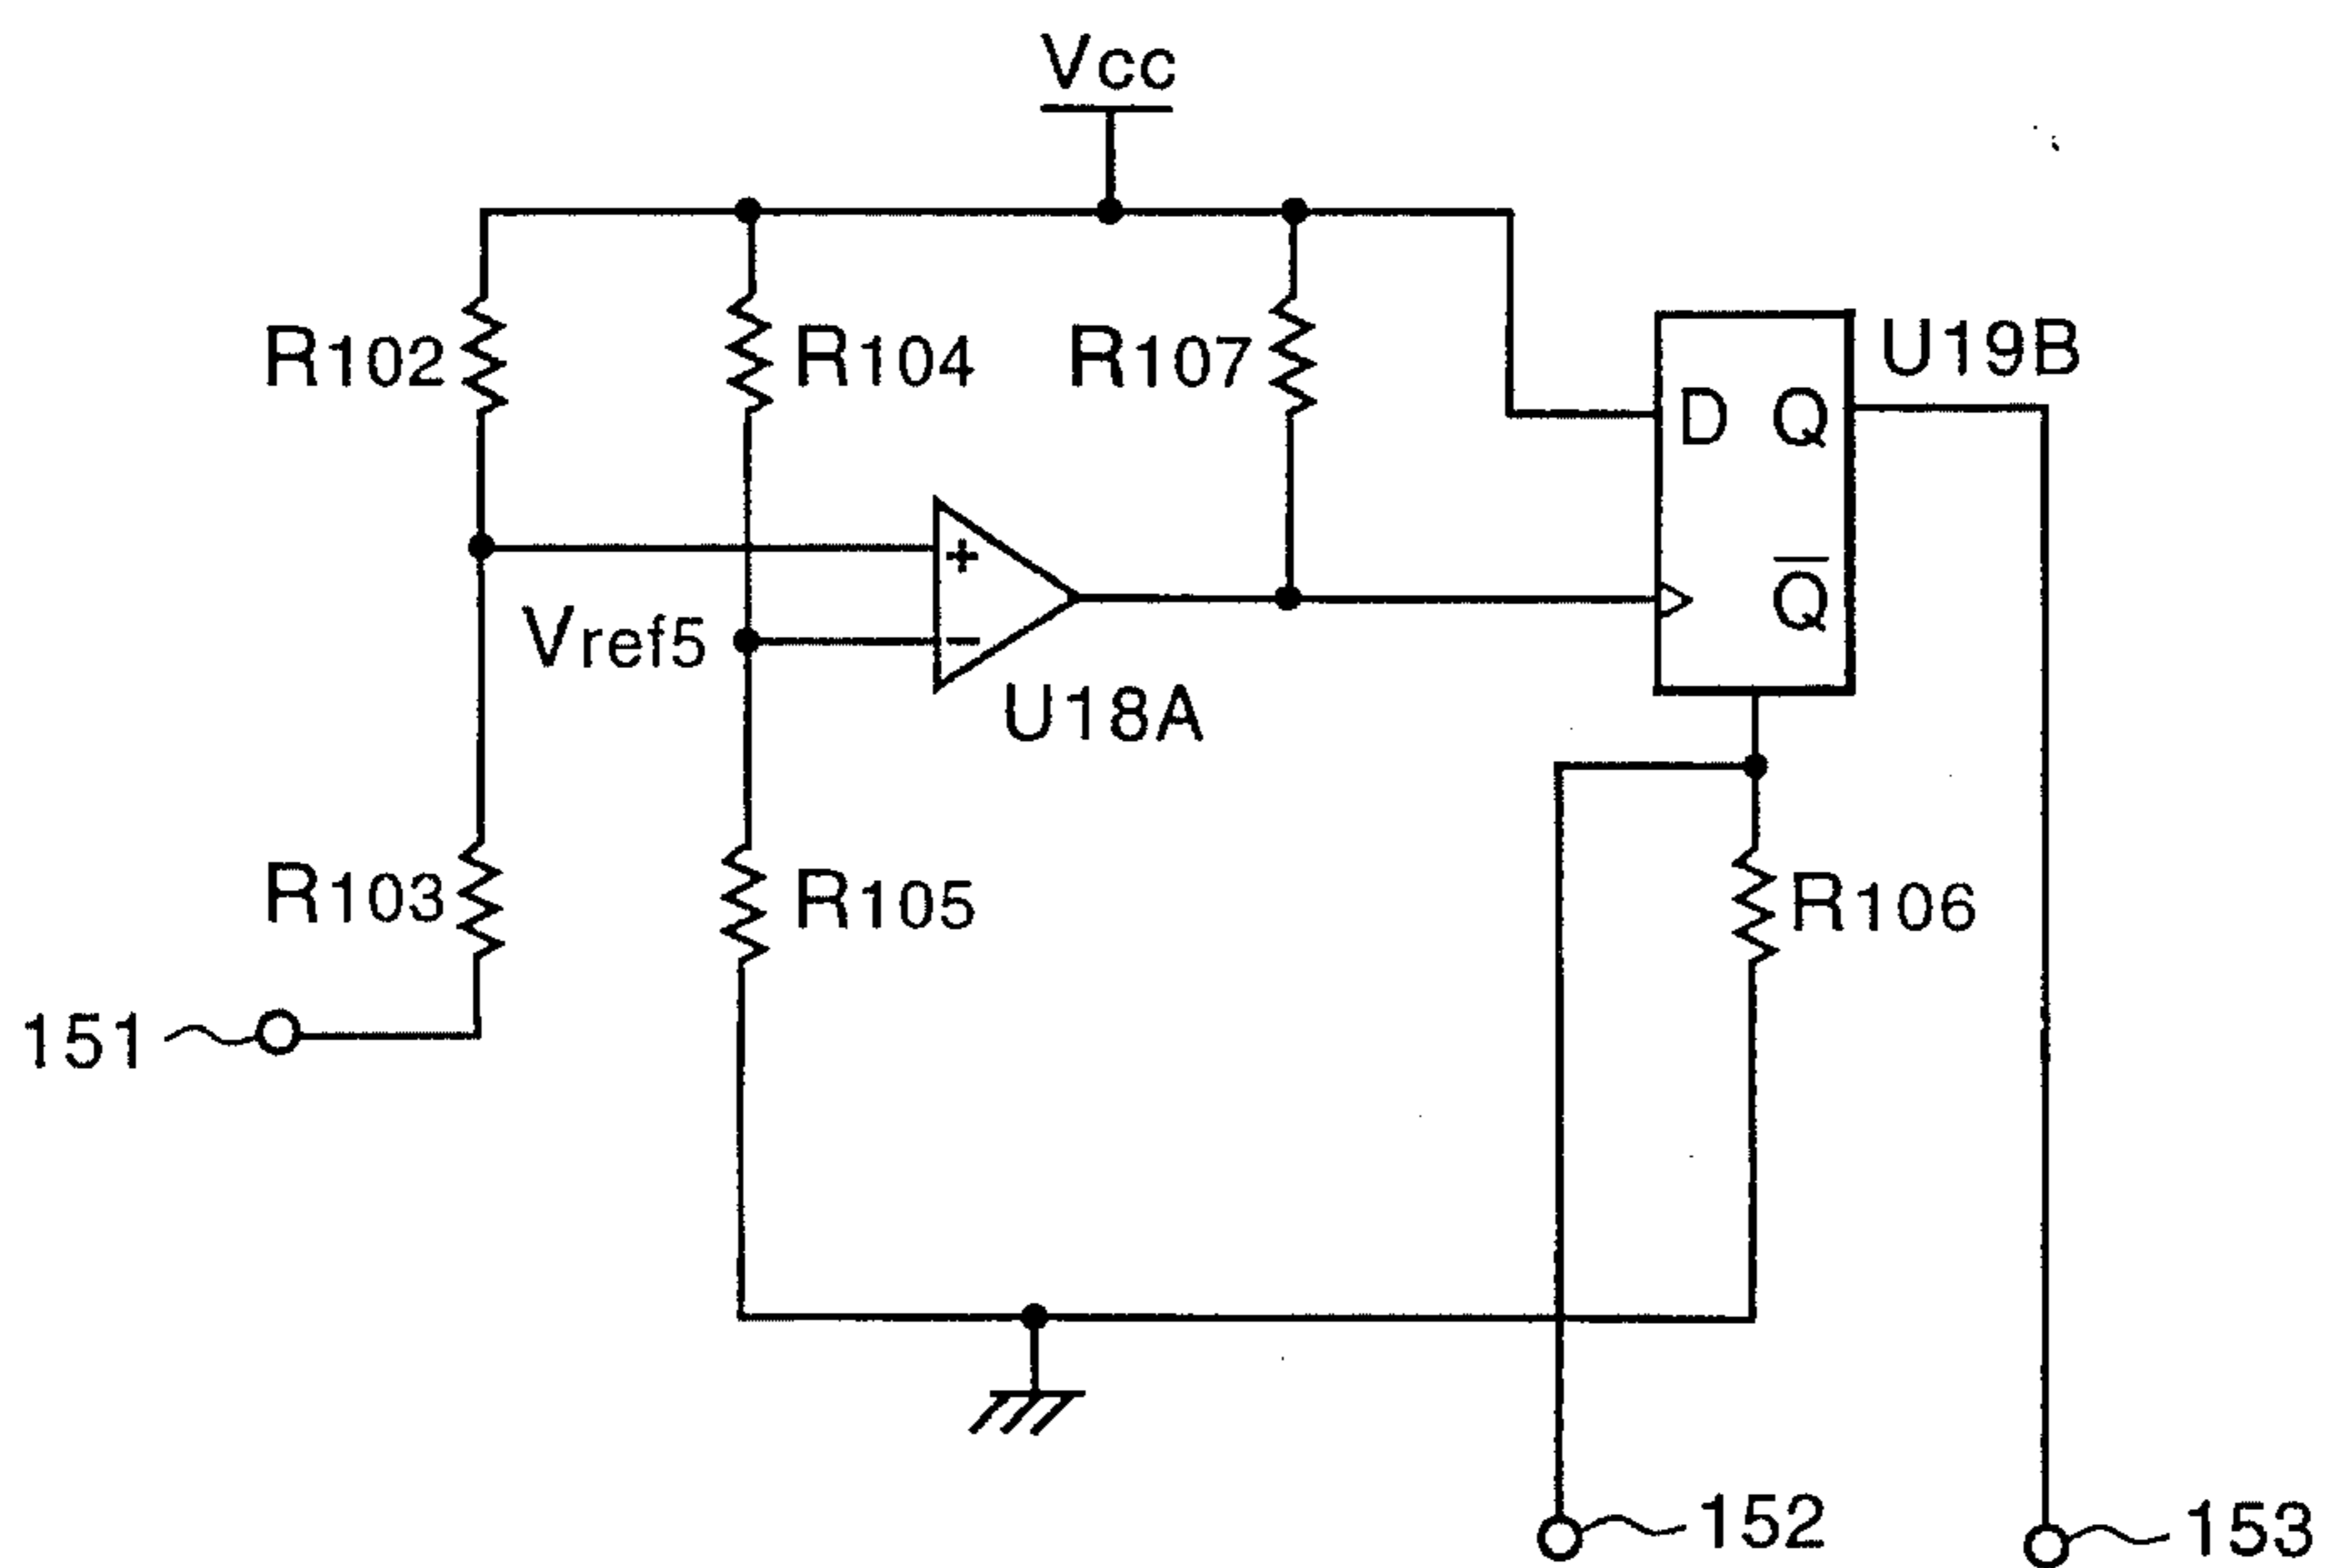 Vcc
R102
R104
R107
U19B
D Q
+
Q̅
Vref5
−
U18A
R103
R105
R106
151
152
153